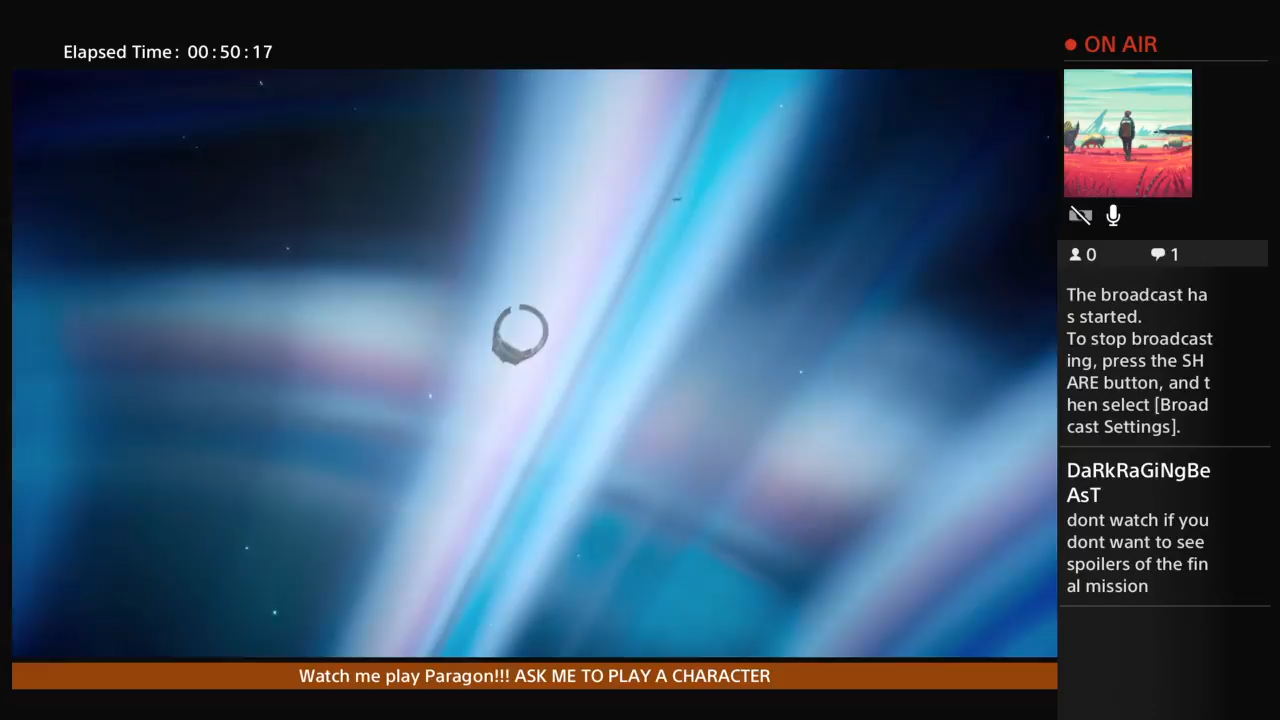 Elapsed Time: 00:50:17
ON AIR
0 1
The broadcast ha
s started.
To stop broadcast
ing, press the SH
ARE button, and t
hen select [Broad
cast Settings].
DaRkRaGiNgBe
AsT
dont watch if you
dont want to see
spoilers of the fin
al mission
Watch me play Paragon!!! ASK ME TO PLAY A CHARACTER